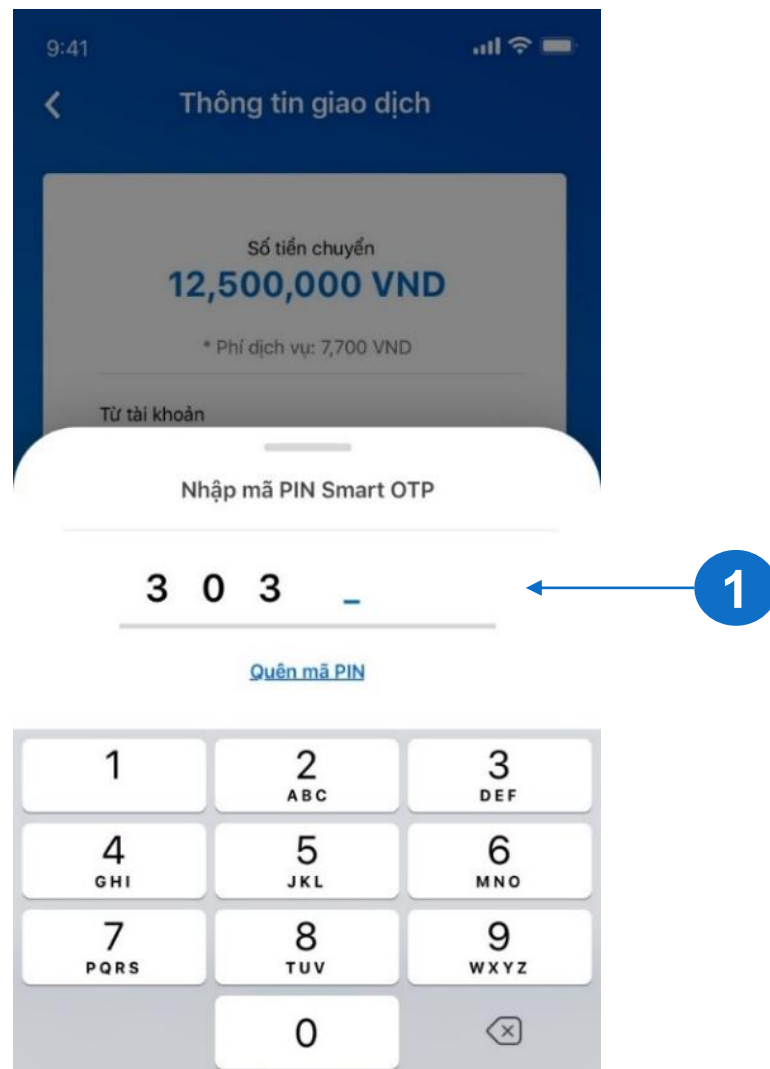 9:41
Thông tin giao dịch
Số tiền chuyển
12,500,000 VND
* Phí dịch vụ: 7,700 VND
Từ tài khoản
Nhập mã PIN Smart OTP
3 0 3 _
1
Quên mã PIN
1 2 3
ABC DEF
4 5 6
GHI JKL MNO
7 8 9
PQRS TUV WXYZ
0